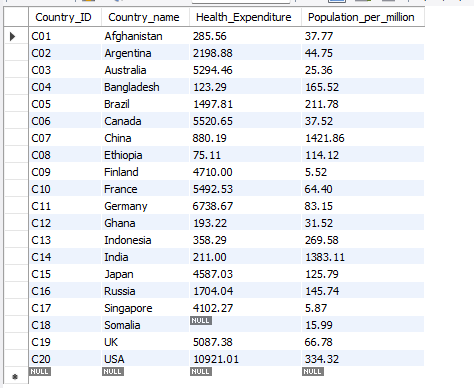 Country_ID Country_name Health_Expenditure Population_per_million
C01 Afghanistan 285.56 37.77
C02 Argentina 2198.88 44.75
C03 Australia 5294.46 25.36
C04 Bangladesh 123.29 165.52
C05 Brazil 1497.81 211.78
C06 Canada 5520.65 37.52
C07 China 880.19 1421.86
C08 Ethiopia 75.11 114.12
C09 Finland 4710.00 5.52
C10 France 5492.53 64.40
C11 Germany 6738.67 83.15
C12 Ghana 193.22 31.52
C13 Indonesia 358.29 269.58
C14 India 211.00 1383.11
C15 Japan 4587.03 125.79
C16 Russia 1704.04 145.74
C17 Singapore 4102.27 5.87
C18 Somalia NULL 15.99
C19 UK 5087.38 66.78
C20 USA 10921.01 334.32
NULL NULL NULL NULL